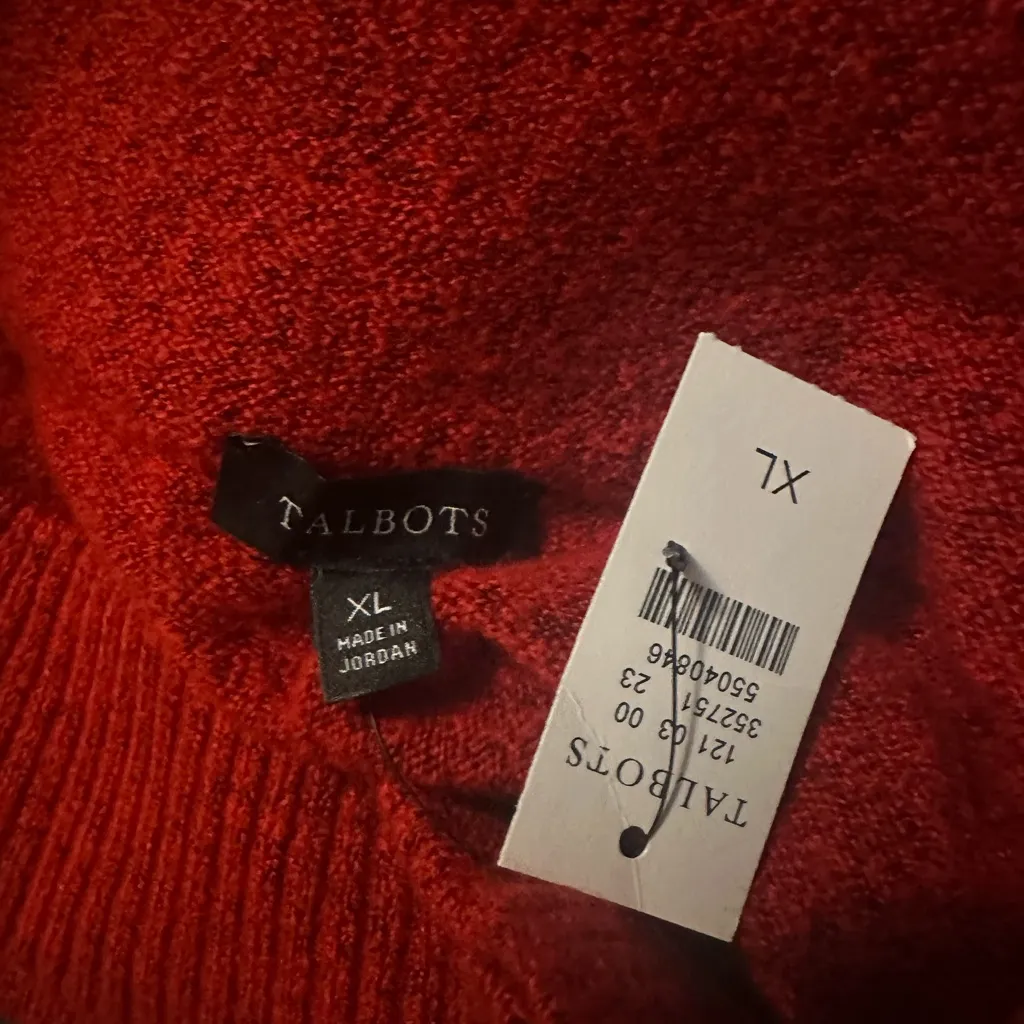 TALBOTS
XL
MADE IN
JORDAN
TALBOTS
121 03 00
352751 23
55040846
XL